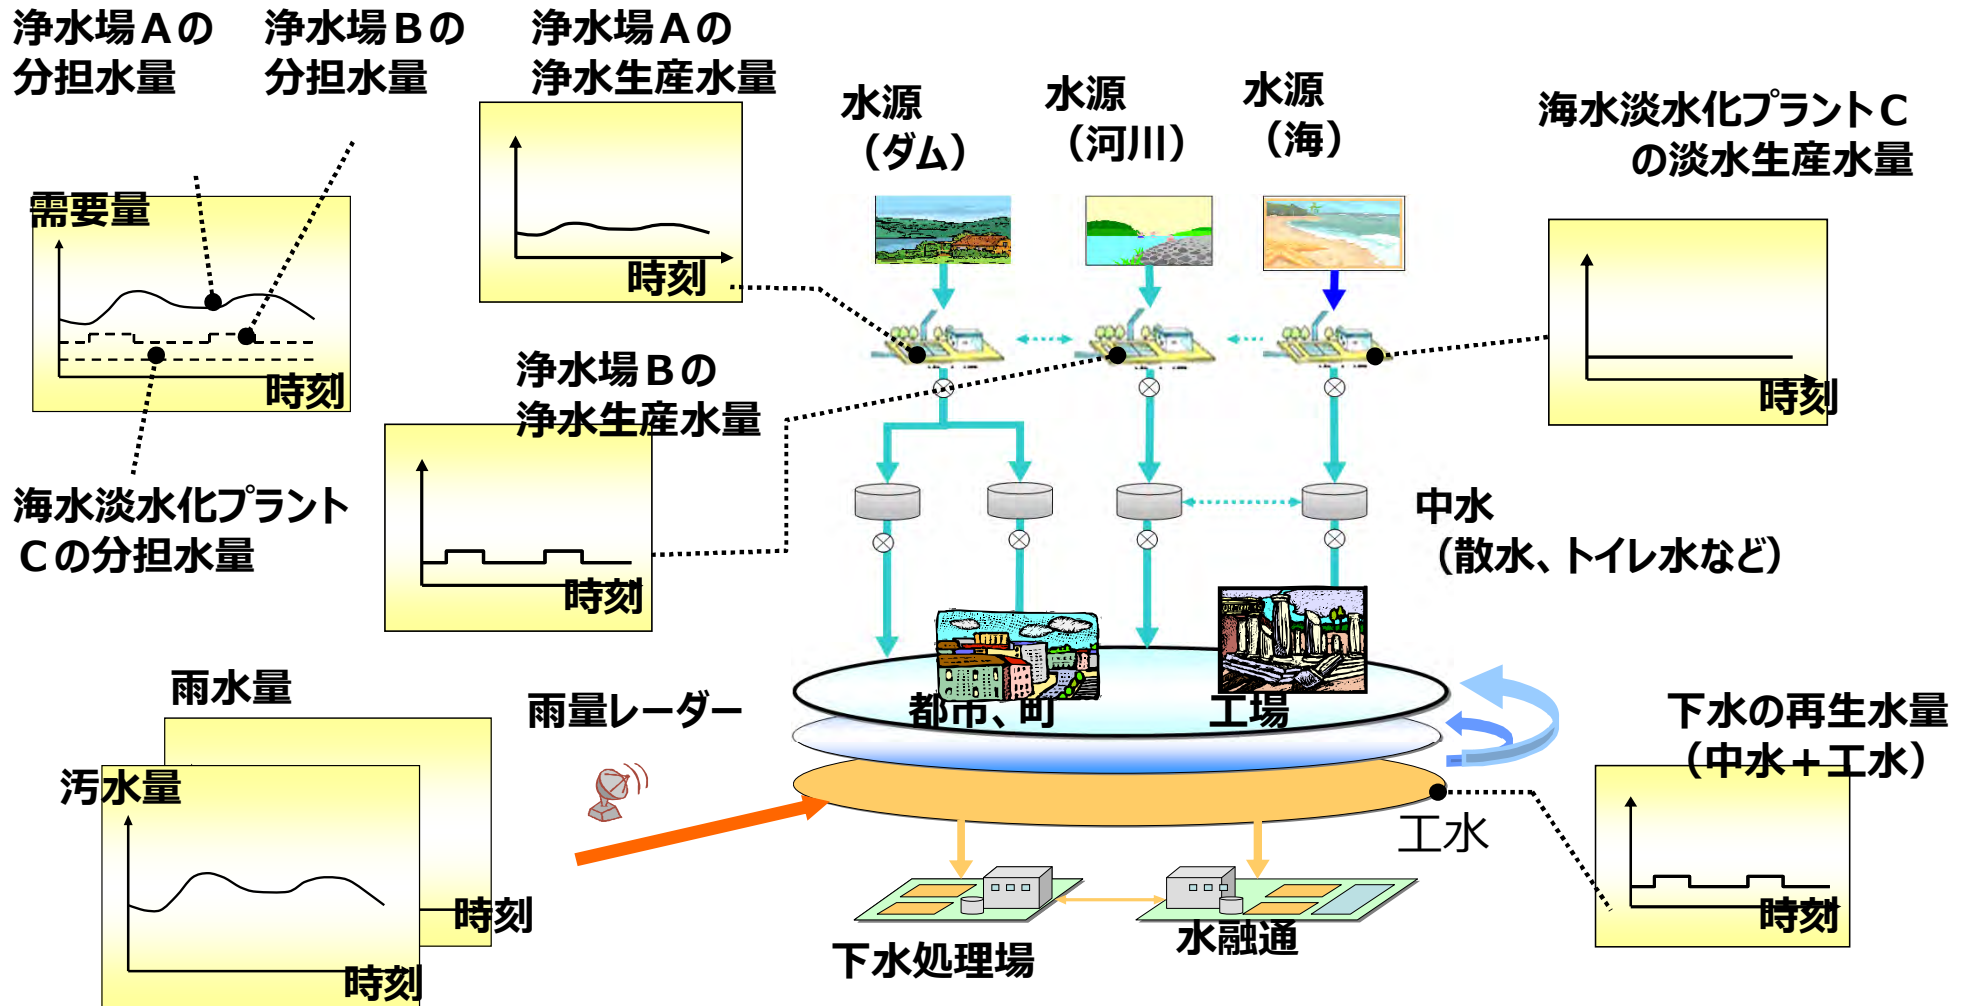 浄水場Aの
分担水量
浄水場Bの
分担水量
浄水場Aの
浄水生産水量
水源
（ダム）
水源
（河川）
水源
（海）
海水淡水化プラントC
の淡水生産水量
需要量
時刻
時刻
時刻
浄水場Bの
浄水生産水量
時刻
海水淡水化プラント
Cの分担水量
中水
（散水、トイレ水など）
雨水量
時刻
汚水量
時刻
雨量レーダー
都市、町
工場
下水の再生水量
（中水＋工水）
時刻
工水
下水処理場
水融通